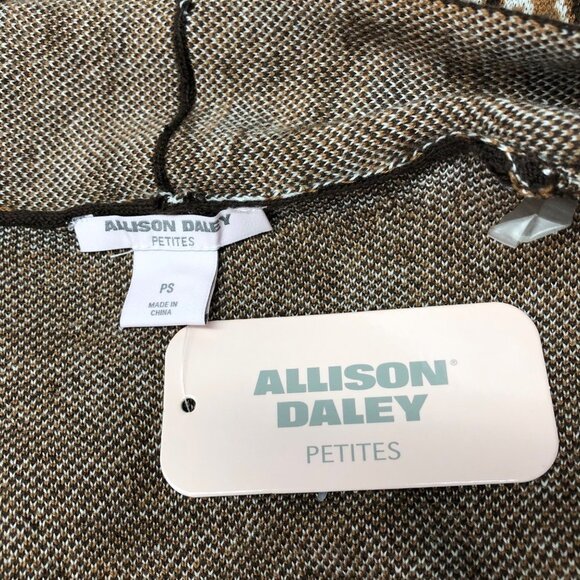 ALLISON DALEY
PETITES
PS
MADE IN
CHINA
ALLISON®
DALEY
PETITES